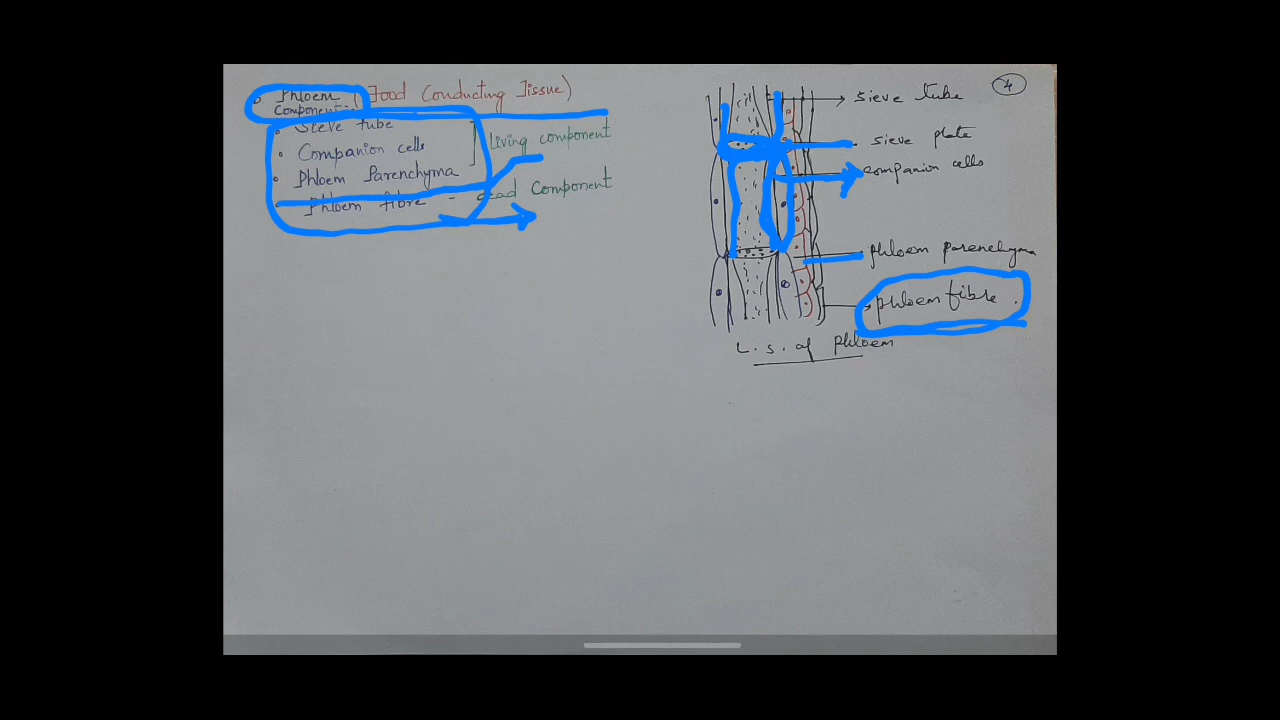 Phloem (Food Conducting Tissue)
Component:-
• Sieve tube
• Companion cells
Living component
• Phloem Parenchyma
• Phloem fibre - dead Component
4
sieve tube
sieve plate
companion cells
phloem parenchyma
phloem fibre.
L.s. of Phloem